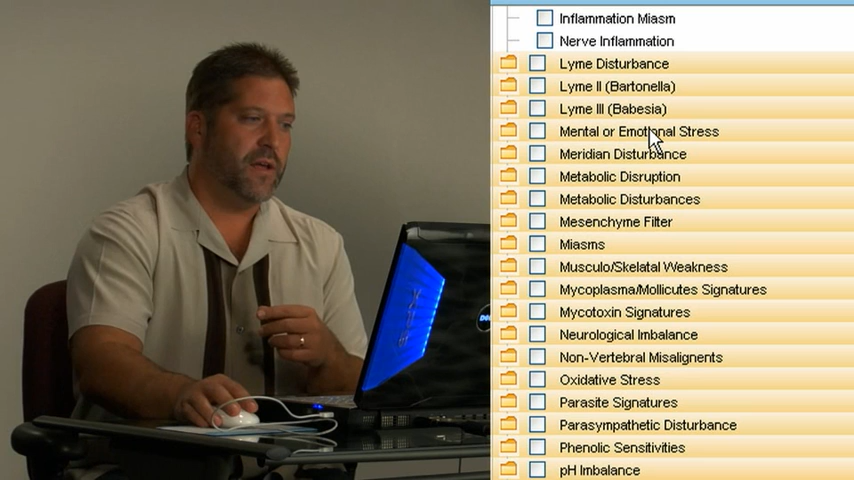 Inflammation Miasm
Nerve Inflammation
Lyme Disturbance
Lyme II (Bartonella)
Lyme III (Babesia)
Mental or Emotional Stress
Meridian Disturbance
Metabolic Disruption
Metabolic Disturbances
Mesenchyme Filter
Miasms
Musculo/Skelatal Weakness
Mycoplasma/Mollicutes Signatures
Mycotoxin Signatures
Neurological Imbalance
Non-Vertebral Misalignents
Oxidative Stress
Parasite Signatures
Parasympathetic Disturbance
Phenolic Sensitivities
pH Imbalance